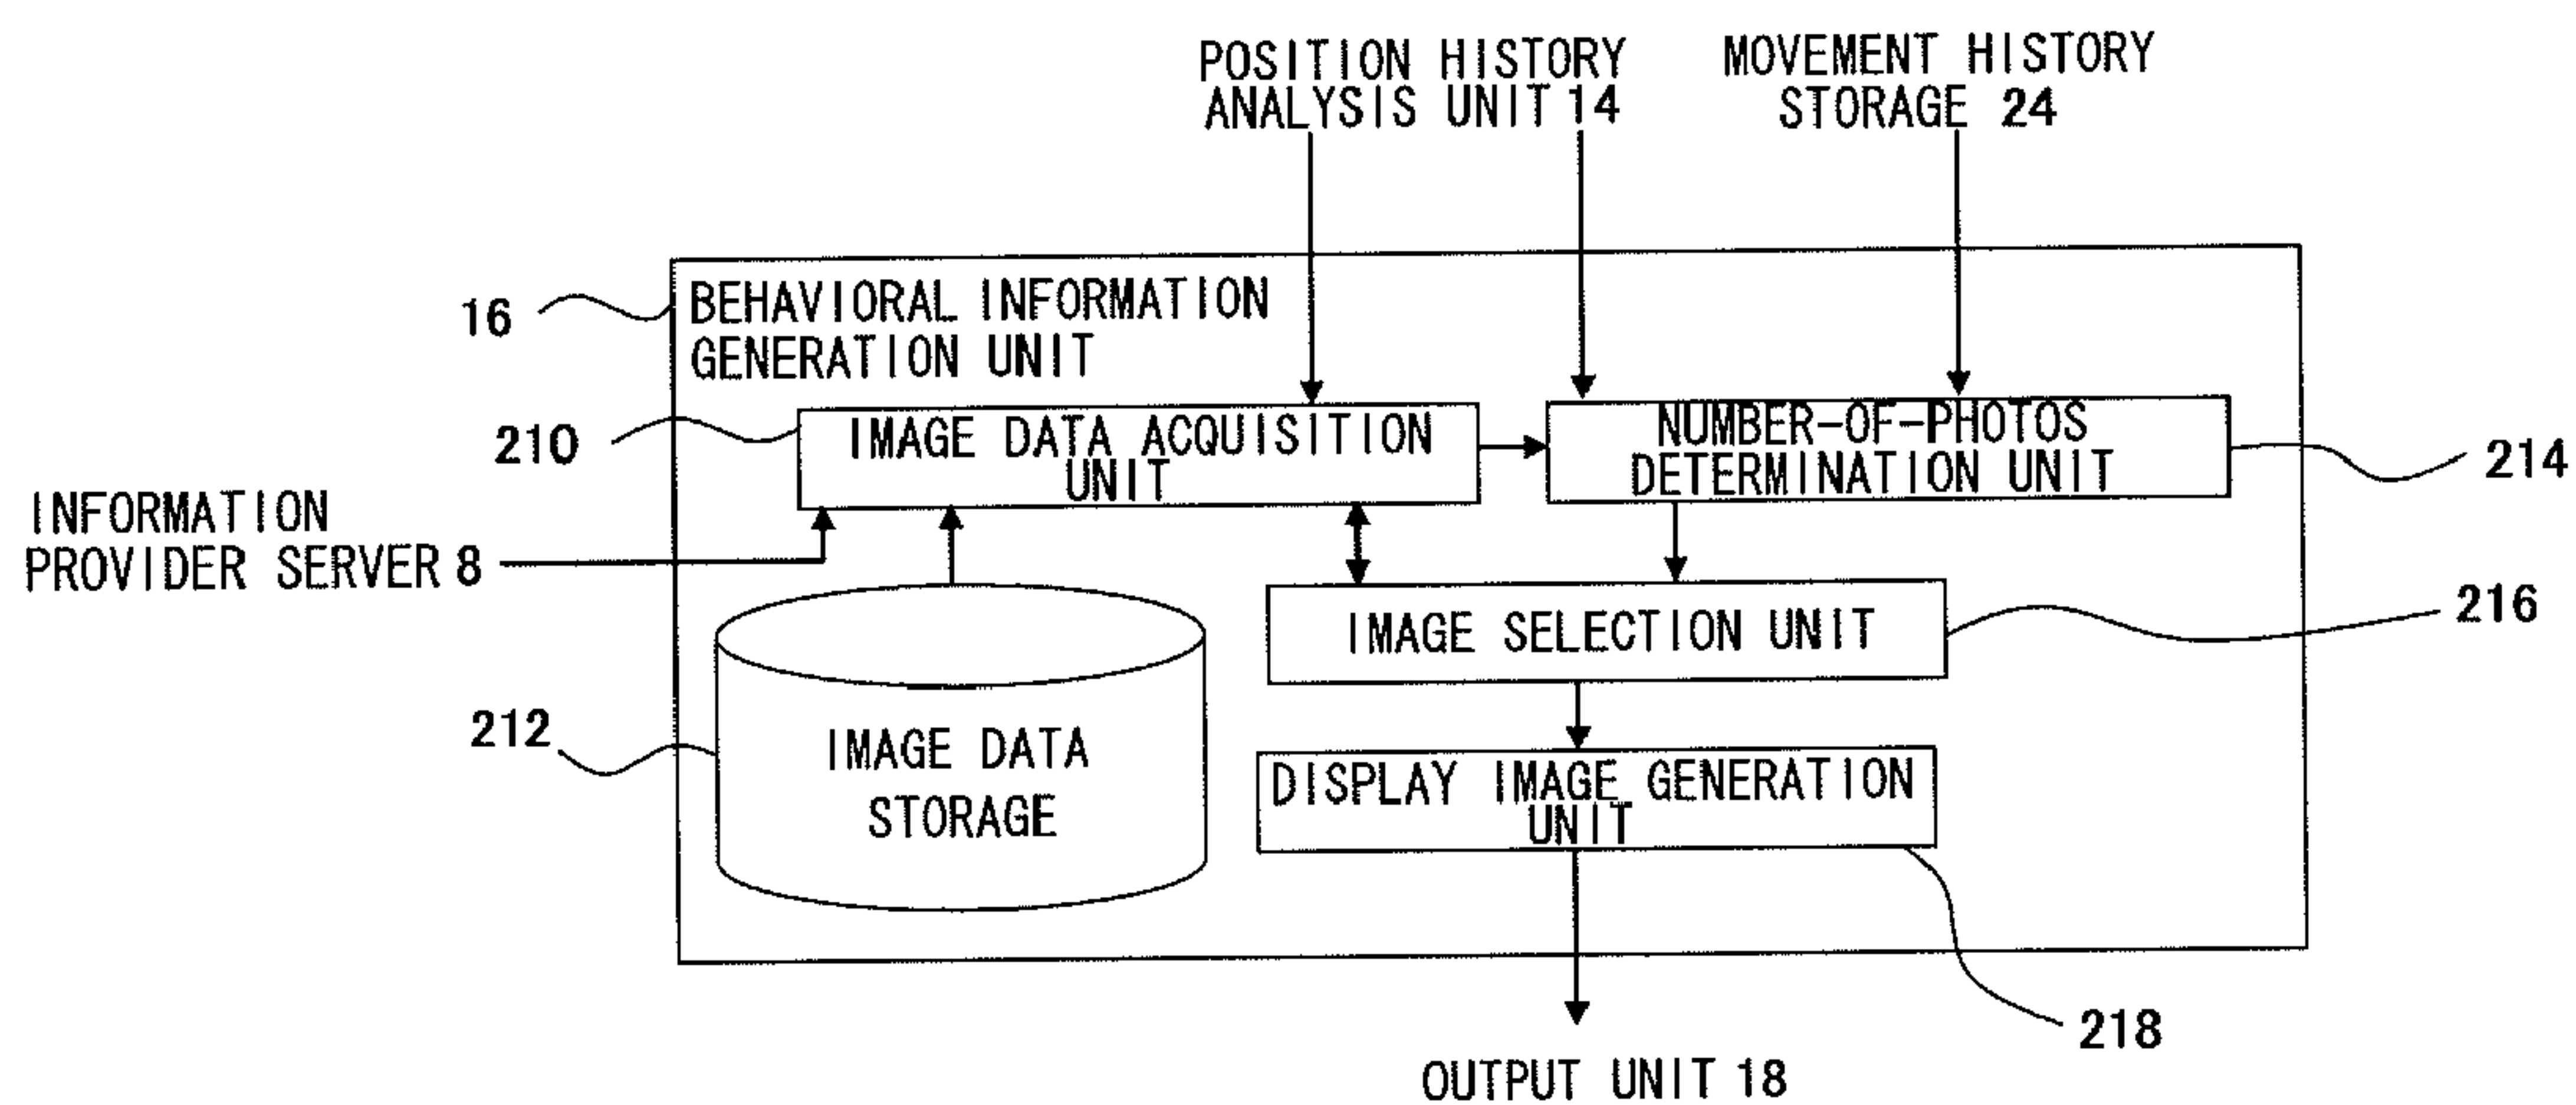 POSITION HISTORY
ANALYSIS UNIT 14
MOVEMENT HISTORY
STORAGE 24
16
BEHAVIORAL INFORMATION
GENERATION UNIT
210
IMAGE DATA ACQUISITION
UNIT
NUMBER-OF-PHOTOS
DETERMINATION UNIT
214
INFORMATION
PROVIDER SERVER 8
IMAGE SELECTION UNIT
216
212
IMAGE DATA
STORAGE
DISPLAY IMAGE GENERATION
UNIT
218
OUTPUT UNIT 18